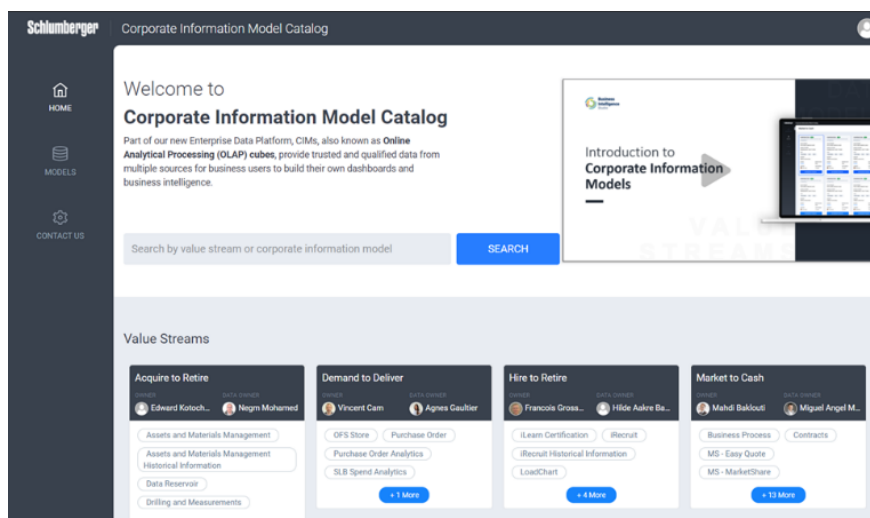 Schlumberger
Corporate Information Model Catalog
HOME
MODELS
CONTACT US
Welcome to
Corporate Information Model Catalog
Part of our new Enterprise Data Platform, CIMs, also known as Online
Analytical Processing (OLAP) cubes, provide trusted and qualified data from
multiple sources for business users to build their own dashboards and
business intelligence.
Search by value stream or corporate information model
SEARCH
Business
Intelligence
Introduction to
Corporate Information
Models
VALUE
STREAMS
Value Streams
Acquire to Retire
OWNER DATA OWNER
Edward Kotoch... Negm Mohamed
Assets and Materials Management
Assets and Materials Management
Historical Information
Data Reservoir
Drilling and Measurements
Demand to Deliver
OWNER DATA OWNER
Vincent Cam Agnes Gaultier
OFS Store Purchase Order
Purchase Order Analytics
SLB Spend Analytics
+ 1 More
Hire to Retire
OWNER DATA OWNER
Francois Gross... Hilde Aakre Ba...
iLearn Certification iRecruit
iRecruit Historical Information
LoadChart
+ 4 More
Market to Cash
OWNER DATA OWNER
Mahdi Baklouti Miguel Angel M...
Business Process Contracts
MS - Easy Quote
MS - MarketShare
+ 13 More